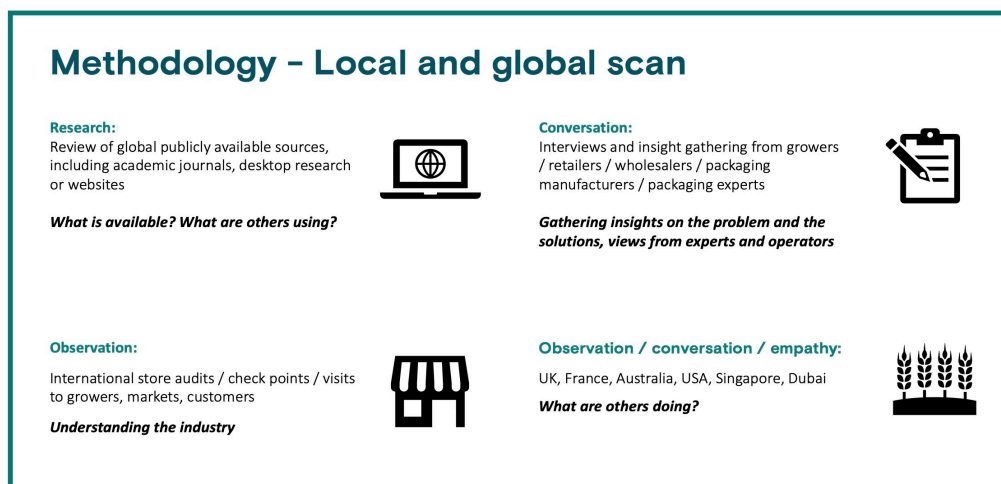 Methodology – Local and global scan
Research:
Review of global publicly available sources,
including academic journals, desktop research
or websites
What is available? What are others using?
Conversation:
Interviews and insight gathering from growers
/ retailers / wholesalers / packaging
manufacturers / packaging experts
Gathering insights on the problem and the
solutions, views from experts and operators
Observation:
International store audits / check points / visits
to growers, markets, customers
Understanding the industry
Observation / conversation / empathy:
UK, France, Australia, USA, Singapore, Dubai
What are others doing?